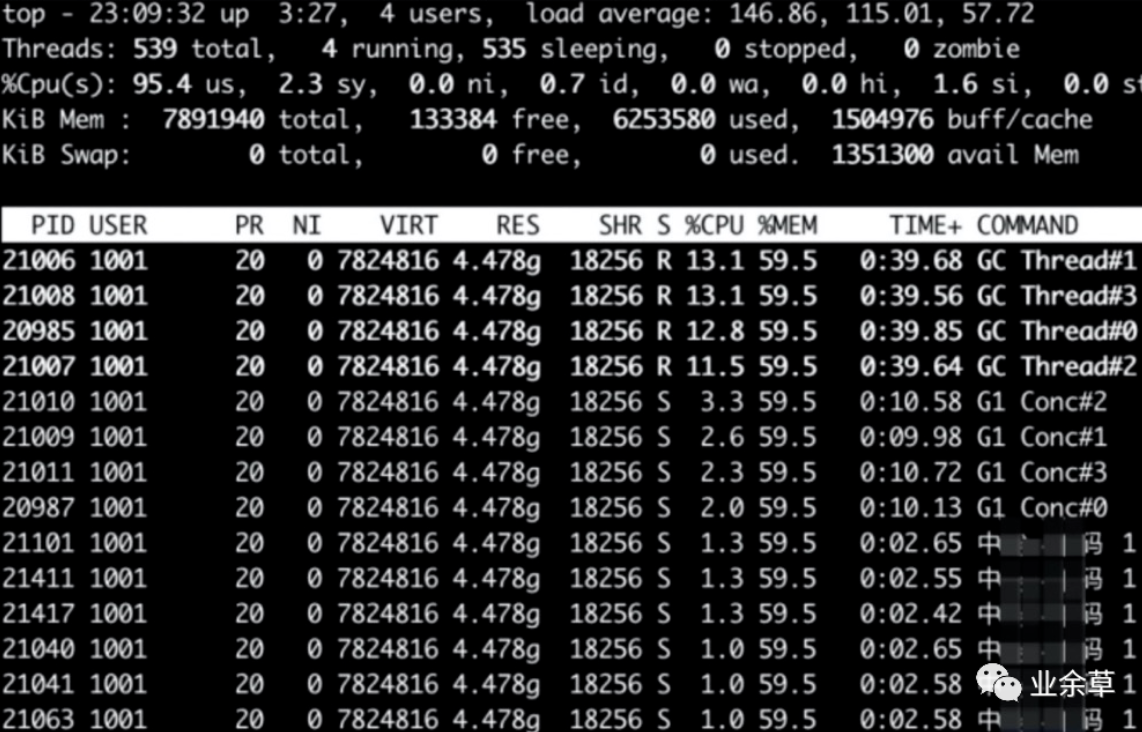 top - 23:09:32 up  3:27,  4 users,  load average: 146.86, 115.01, 57.72
Threads: 539 total,   4 running, 535 sleeping,   0 stopped,   0 zombie
%Cpu(s): 95.4 us,  2.3 sy,  0.0 ni,  0.7 id,  0.0 wa,  0.0 hi,  1.6 si,  0.0 st
KiB Mem :  7891940 total,   133384 free,  6253580 used,  1504976 buff/cache
KiB Swap:        0 total,        0 free,        0 used.  1351300 avail Mem
PID USER      PR  NI    VIRT    RES    SHR S %CPU %MEM     TIME+ COMMAND
21006 1001      20   0 7824816 4.478g  18256 R 13.1 59.5   0:39.68 GC Thread#1
21008 1001      20   0 7824816 4.478g  18256 R 13.1 59.5   0:39.56 GC Thread#3
20985 1001      20   0 7824816 4.478g  18256 R 12.8 59.5   0:39.85 GC Thread#0
21007 1001      20   0 7824816 4.478g  18256 R 11.5 59.5   0:39.64 GC Thread#2
21010 1001      20   0 7824816 4.478g  18256 S  3.3 59.5   0:10.58 G1 Conc#2
21009 1001      20   0 7824816 4.478g  18256 S  2.6 59.5   0:09.98 G1 Conc#1
21011 1001      20   0 7824816 4.478g  18256 S  2.3 59.5   0:10.72 G1 Conc#3
20987 1001      20   0 7824816 4.478g  18256 S  2.0 59.5   0:10.13 G1 Conc#0
21101 1001      20   0 7824816 4.478g  18256 S  1.3 59.5   0:02.65 中 码 1
21411 1001      20   0 7824816 4.478g  18256 S  1.3 59.5   0:02.55 中 码 1
21417 1001      20   0 7824816 4.478g  18256 S  1.3 59.5   0:02.42 中 码 1
21040 1001      20   0 7824816 4.478g  18256 S  1.0 59.5   0:02.65 中 码 1
21041 1001      20   0 7824816 4.478g  18256 S  1.0 59.5   0:02.58 1
21063 1001      20   0 7824816 4.478g  18256 S  1.0 59.5   0:02.58 中 码 1
业余草